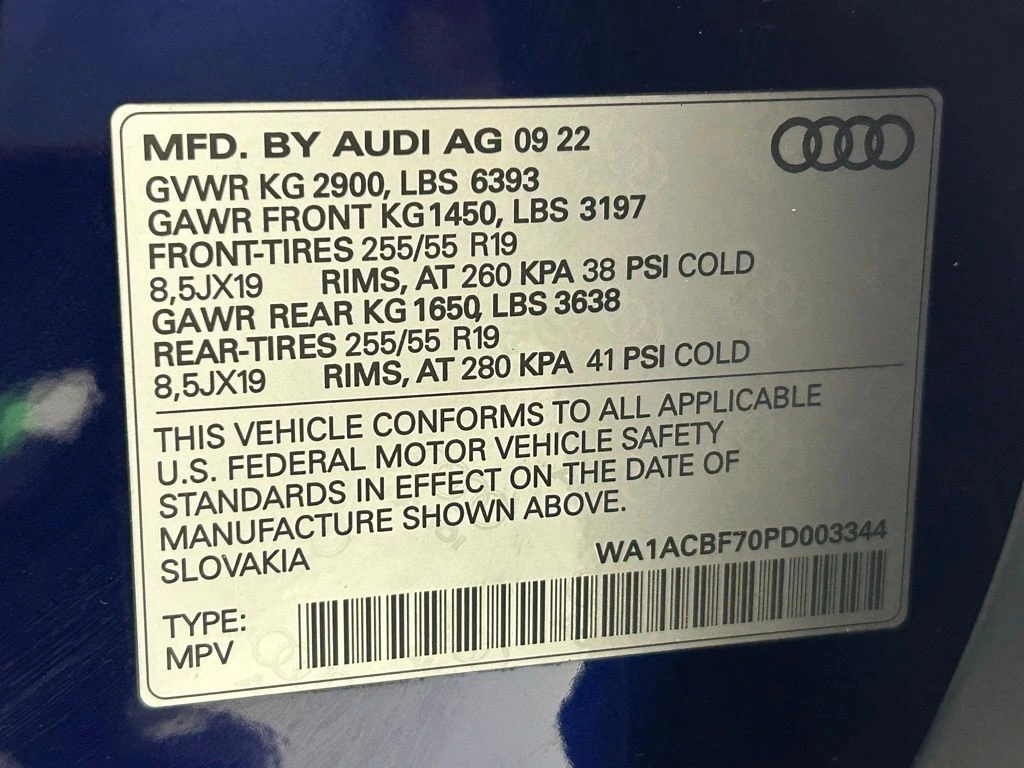 MFD. BY AUDI AG 09 22
GVWR KG 2900, LBS 6393
GAWR FRONT KG 1450, LBS 3197
FRONT-TIRES 255/55 R19
8,5JX19 RIMS, AT 260 KPA 38 PSI COLD
GAWR REAR KG 1650, LBS 3638
REAR-TIRES 255/55 R19
8,5JX19 RIMS, AT 280 KPA 41 PSI COLD
THIS VEHICLE CONFORMS TO ALL APPLICABLE
U.S. FEDERAL MOTOR VEHICLE SAFETY
STANDARDS IN EFFECT ON THE DATE OF
MANUFACTURE SHOWN ABOVE.
SLOVAKIA
WA1ACBF70PD003344
TYPE:
MPV